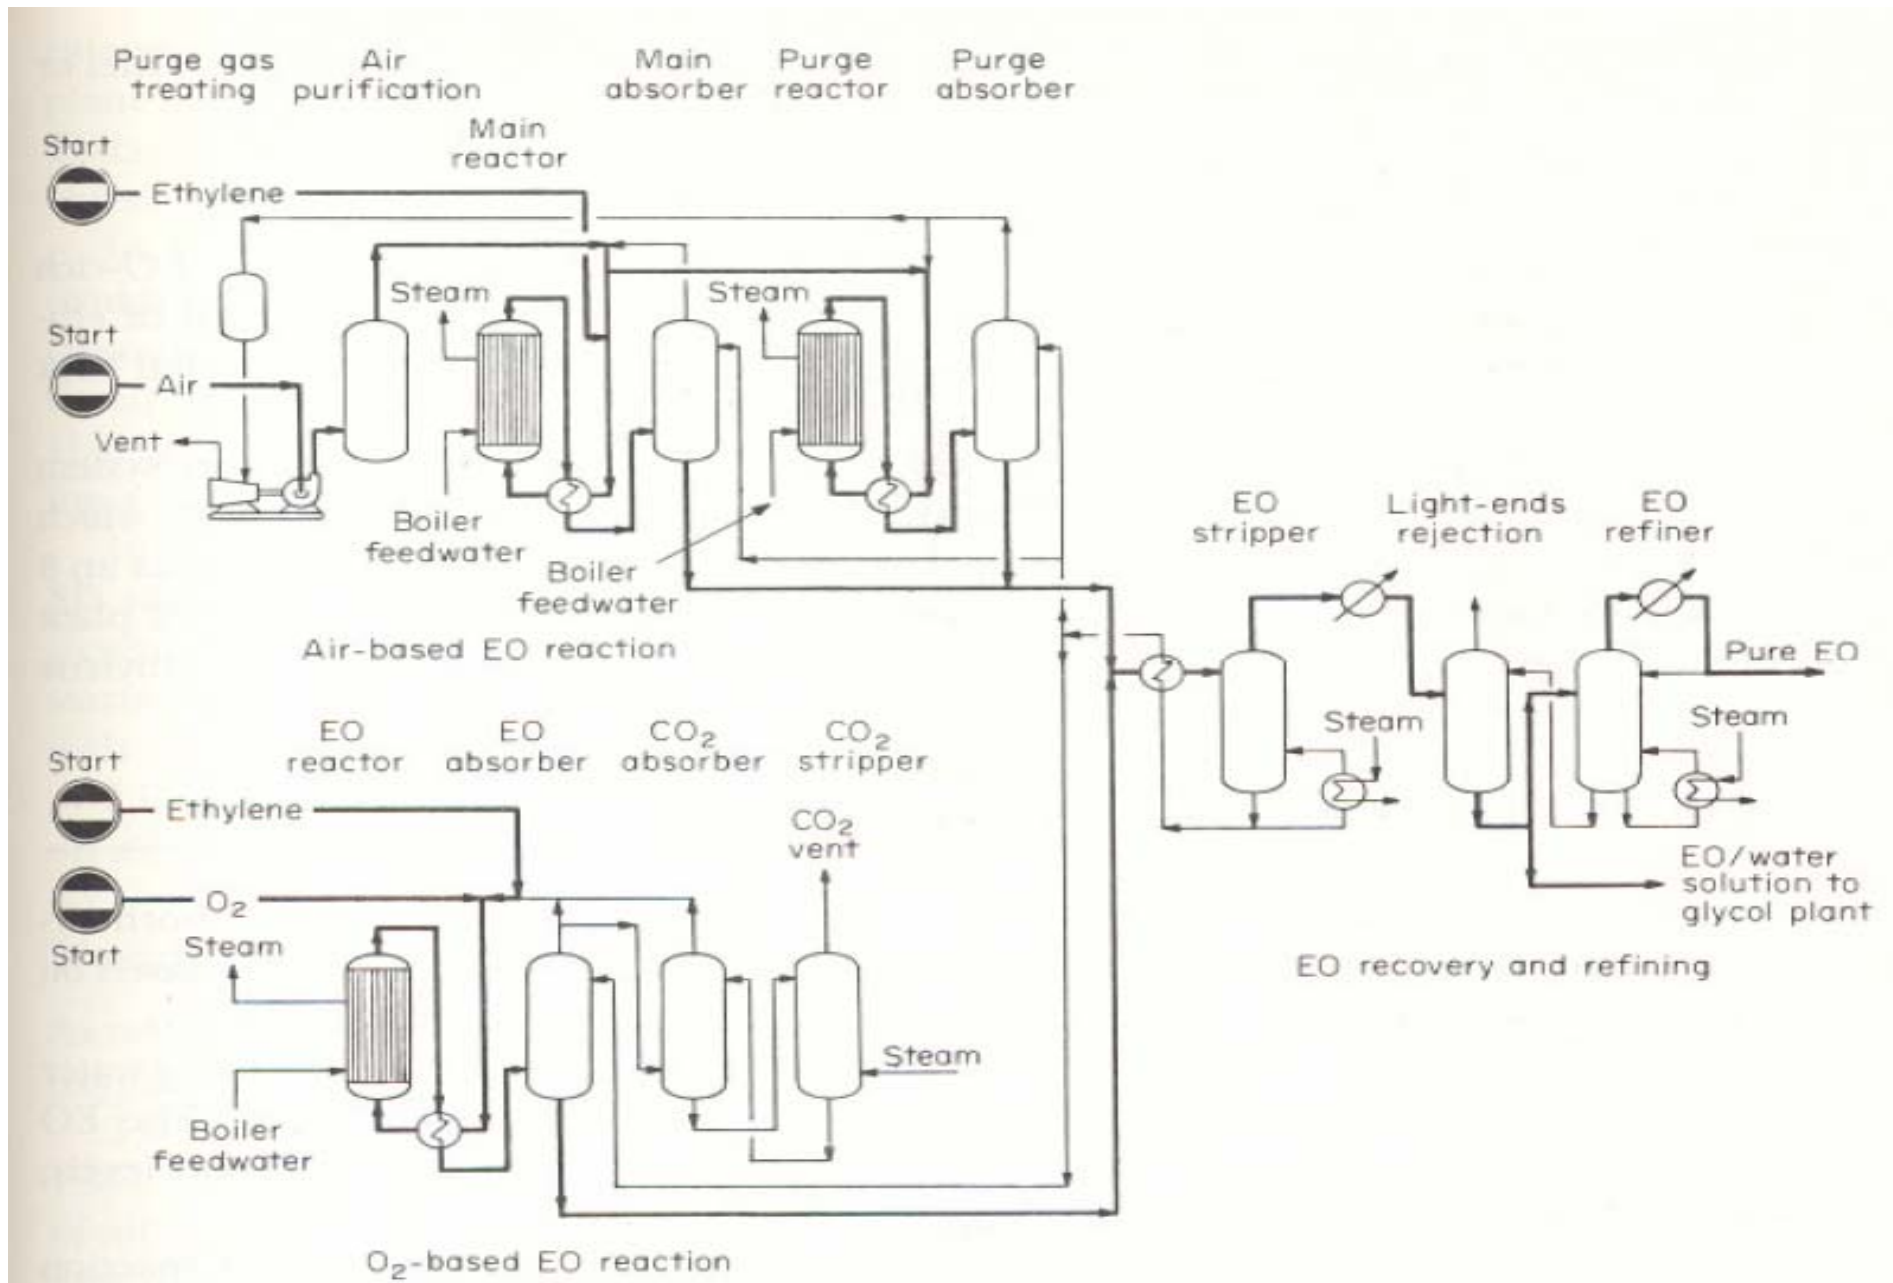 Purge gas
treating
Air
purification
Main
absorber
Purge
reactor
Purge
absorber
Main
reactor
Start
Ethylene
Start
Air
Vent
Steam
Steam
Boiler
feedwater
Boiler
feedwater
Air-based EO reaction
EO
stripper
Light-ends
rejection
EO
refiner
Pure EO
Steam
Steam
EO/water
solution to
glycol plant
EO recovery and refining
EO
reactor
EO
absorber
CO₂
absorber
CO₂
stripper
Start
Ethylene
O₂
Start
CO₂
vent
Steam
Steam
Boiler
feedwater
O₂-based EO reaction